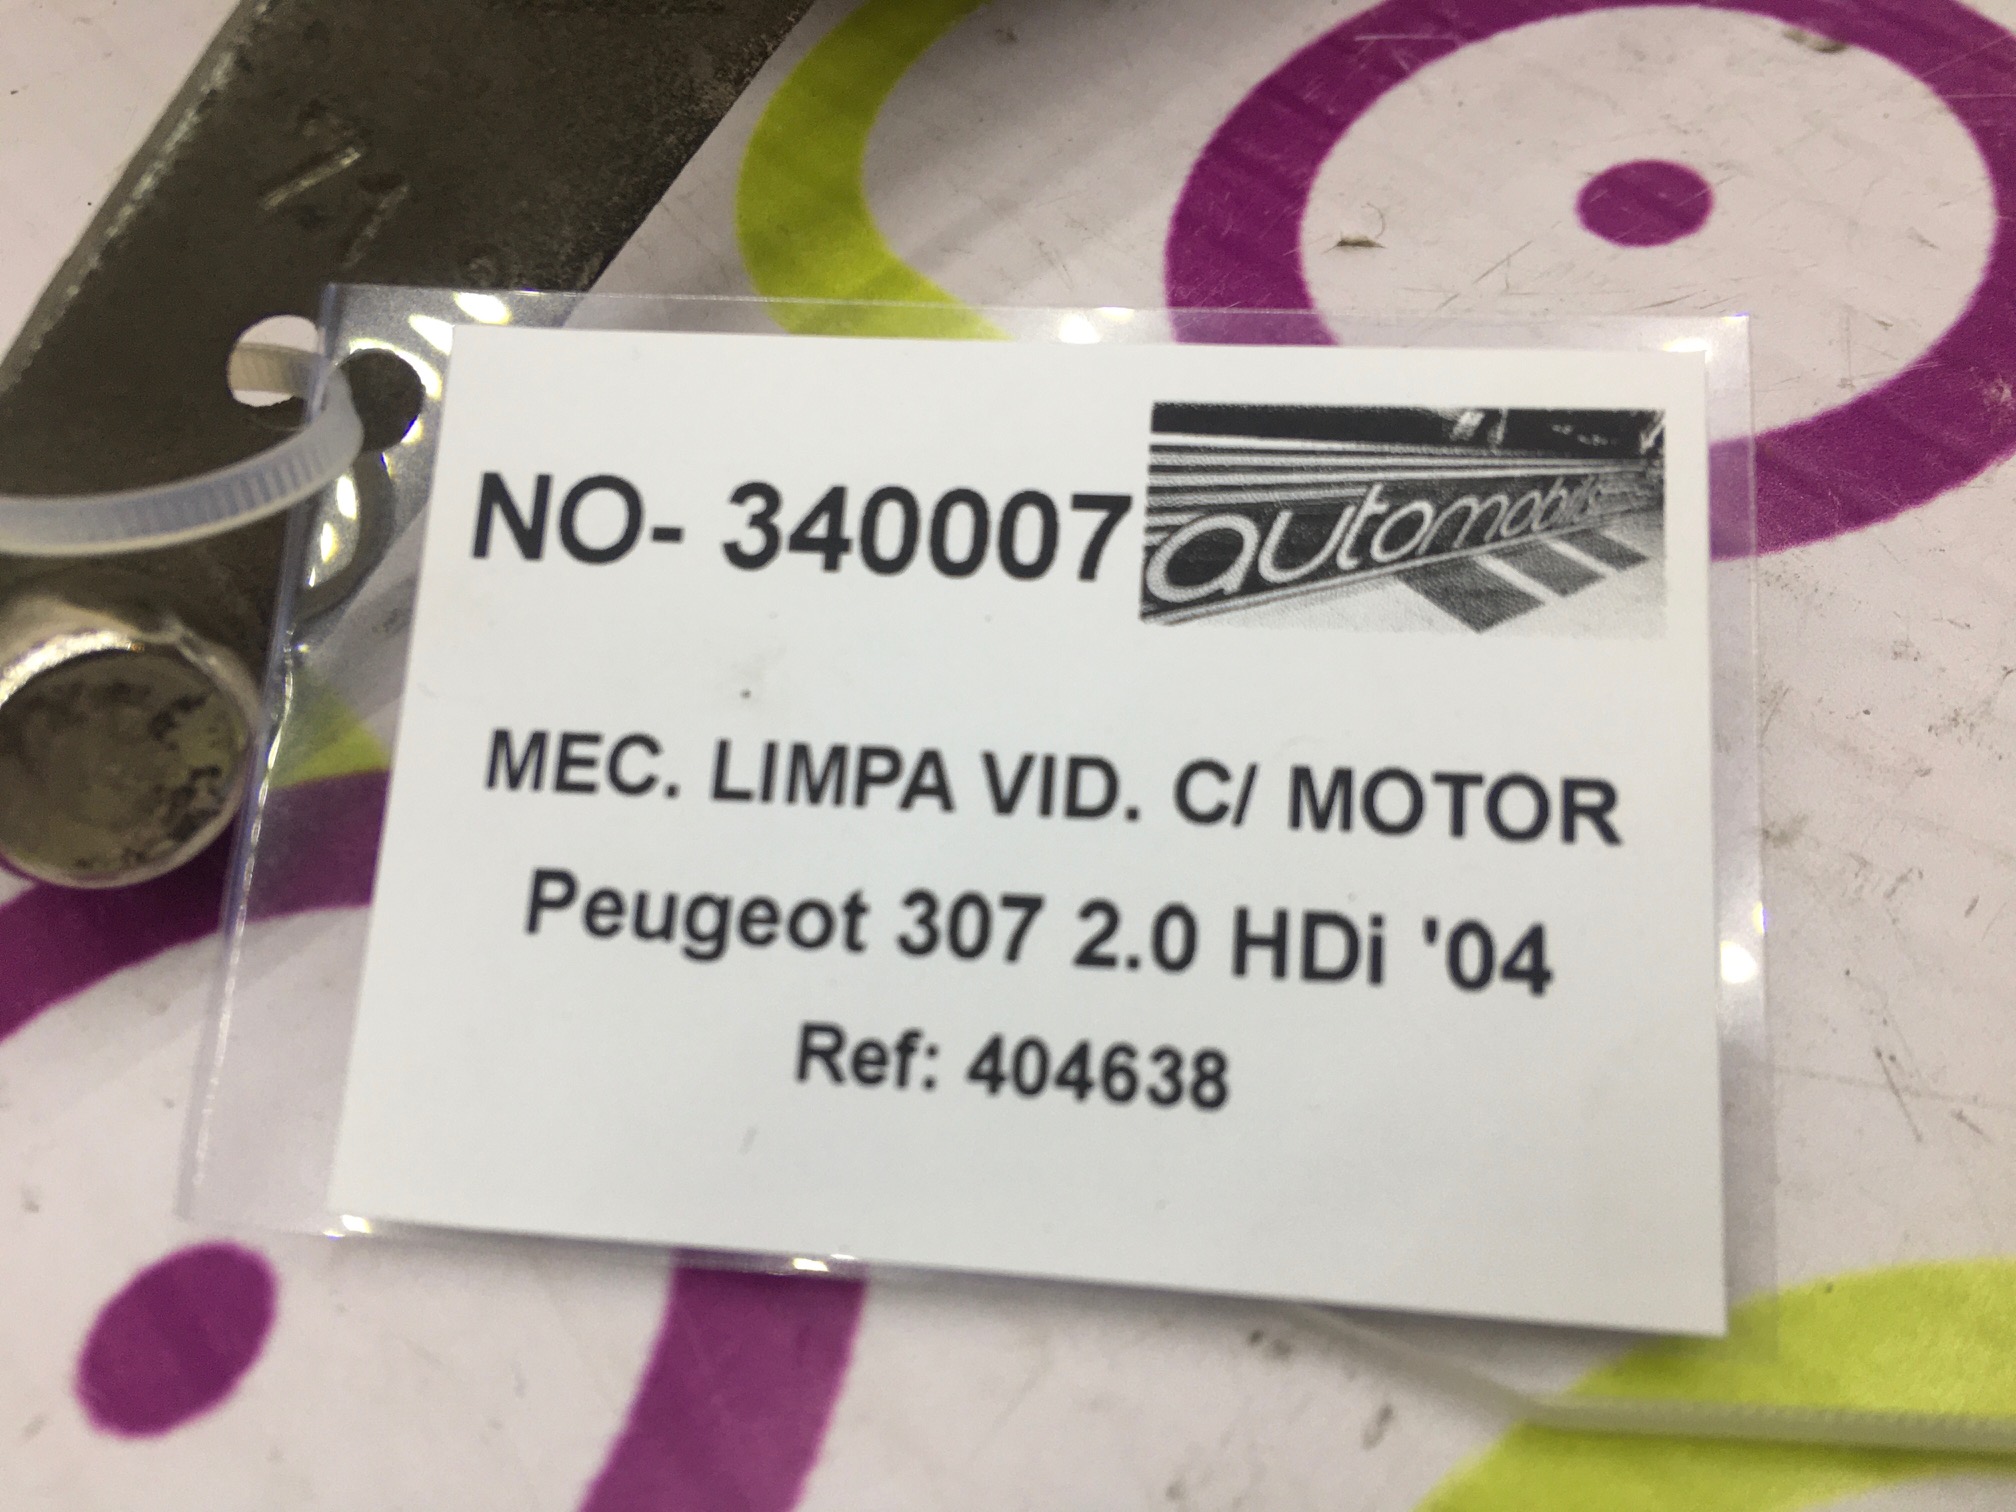 NO- 340007
automobils
MEC. LIMPA VID. C/ MOTOR
Peugeot 307 2.0 HDi '04
Ref: 404638